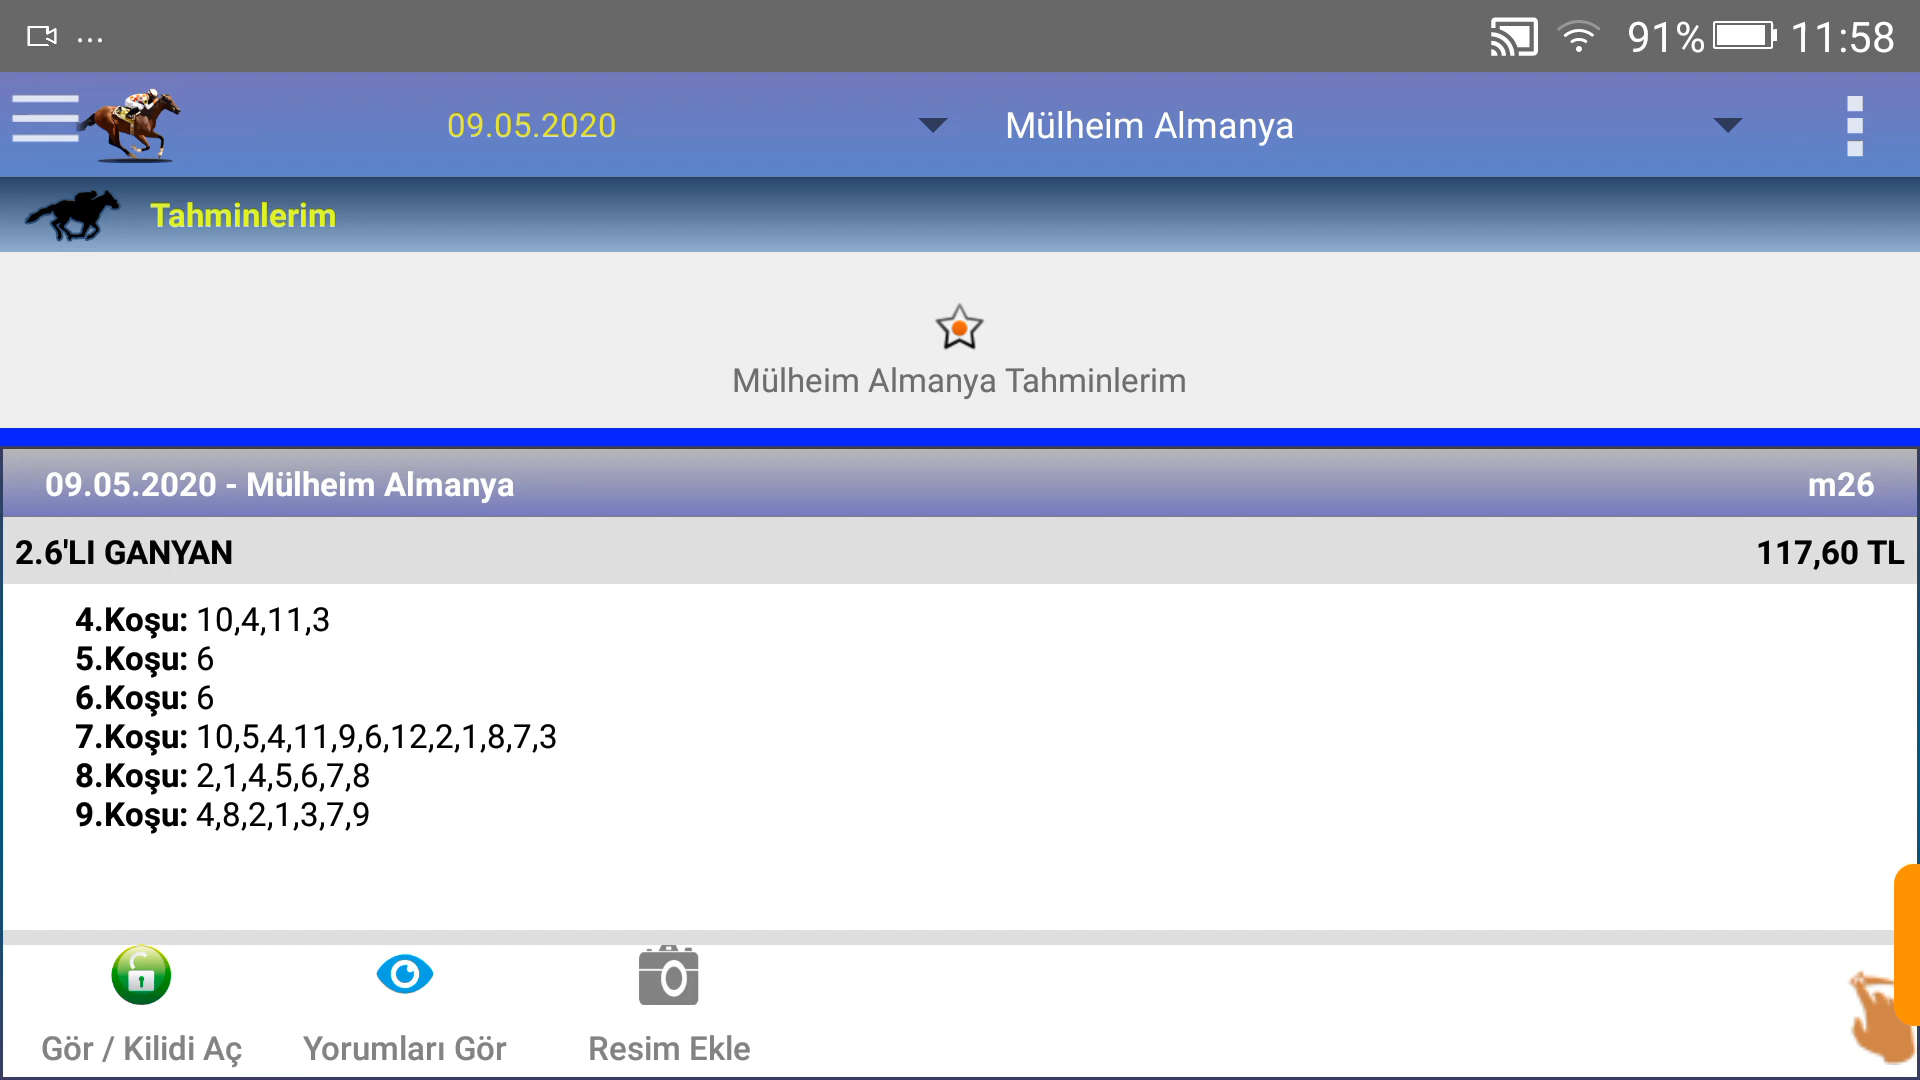 ... 91% 11:58
09.05.2020 Mülheim Almanya
Tahminlerim
Mülheim Almanya Tahminlerim
09.05.2020 - Mülheim Almanya m26
2.6'LI GANYAN 117,60 TL
4.Koşu: 10,4,11,3
5.Koşu: 6
6.Koşu: 6
7.Koşu: 10,5,4,11,9,6,12,2,1,8,7,3
8.Koşu: 2,1,4,5,6,7,8
9.Koşu: 4,8,2,1,3,7,9
Gör / Kilidi Aç Yorumları Gör Resim Ekle